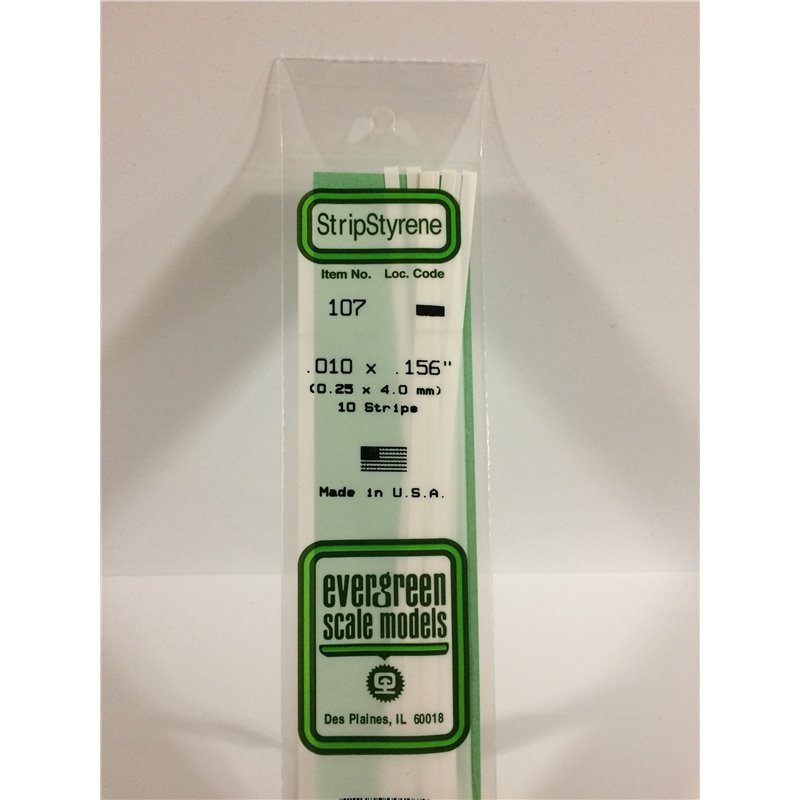 StripStyrene
Item No. Loc. Code
107
.010 x .156"
(0.25 x 4.0 mm)
10 Strips
Made in U.S.A.
evergreen
scale models
Des Plaines, IL 60018